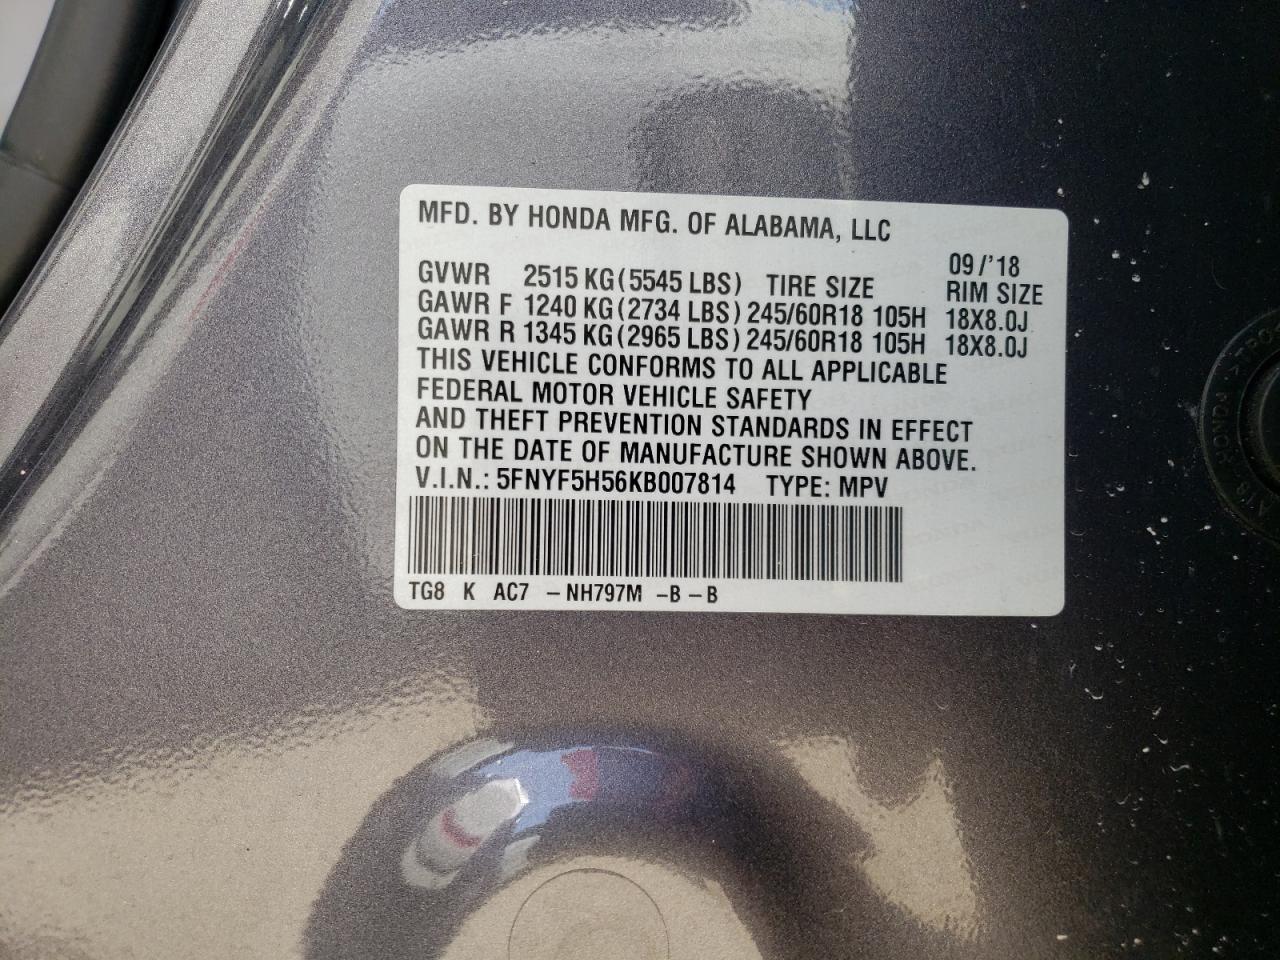 MFD. BY HONDA MFG. OF ALABAMA, LLC
09/'18
GVWR 2515 KG (5545 LBS) TIRE SIZE RIM SIZE
GAWR F 1240 KG (2734 LBS) 245/60R18 105H 18X8.0J
GAWR R 1345 KG (2965 LBS) 245/60R18 105H 18X8.0J
THIS VEHICLE CONFORMS TO ALL APPLICABLE
FEDERAL MOTOR VEHICLE SAFETY
AND THEFT PREVENTION STANDARDS IN EFFECT
ON THE DATE OF MANUFACTURE SHOWN ABOVE.
V.I.N.: 5FNYF5H56KB007814 TYPE: MPV
TG8 K AC7 – NH797M – B – B
HONDA